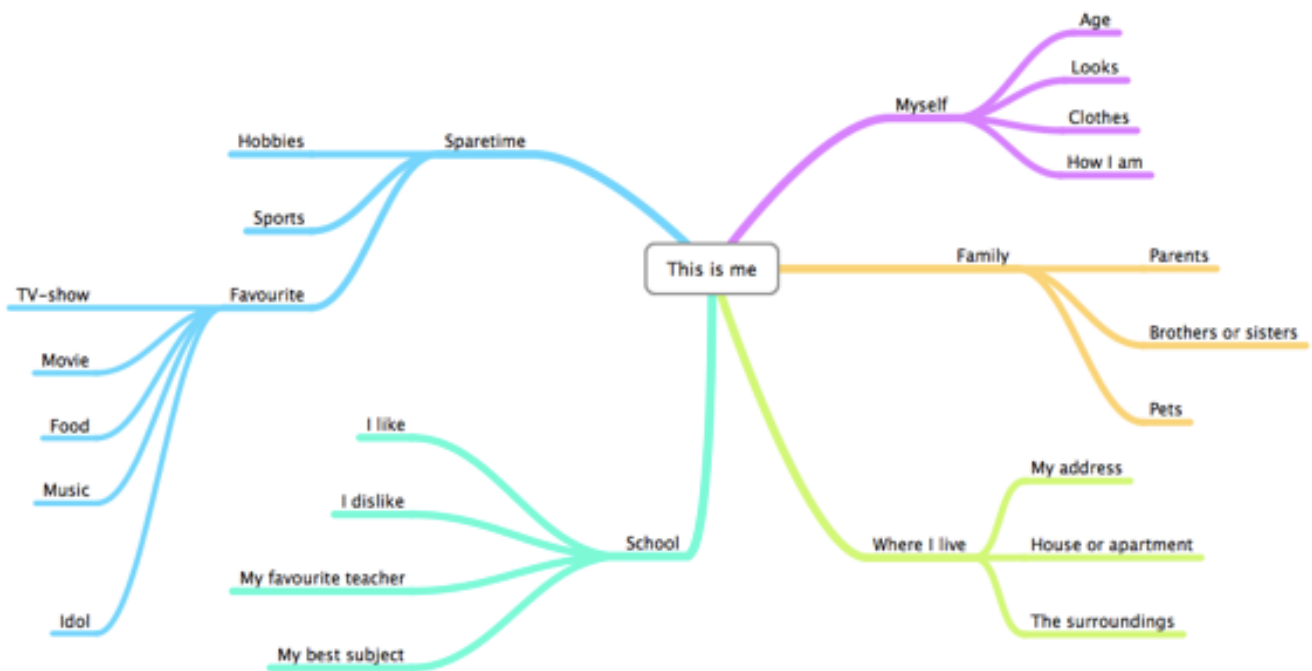 This is me
Myself
Age
Looks
Clothes
How I am
Family
Parents
Brothers or sisters
Pets
Where I live
My address
House or apartment
The surroundings
School
I like
I dislike
My favourite teacher
My best subject
Sparetime
Hobbies
Sports
Favourite
TV-show
Movie
Food
Music
Idol